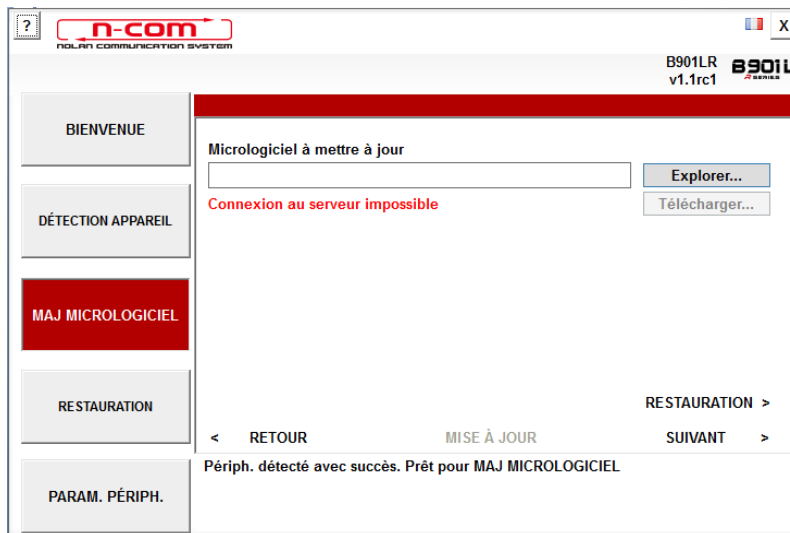 ?
n-com
NOLAN COMMUNICATION SYSTEM
X
B901LR
v1.1rc1
B901L
R SERIES
BIENVENUE
Micrologiciel à mettre à jour
Explorer...
Connexion au serveur impossible
Télécharger...
DÉTECTION APPAREIL
MAJ MICROLOGICIEL
RESTAURATION >
RESTAURATION
< RETOUR MISE À JOUR SUIVANT >
Périph. détecté avec succès. Prêt pour MAJ MICROLOGICIEL
PARAM. PÉRIPH.